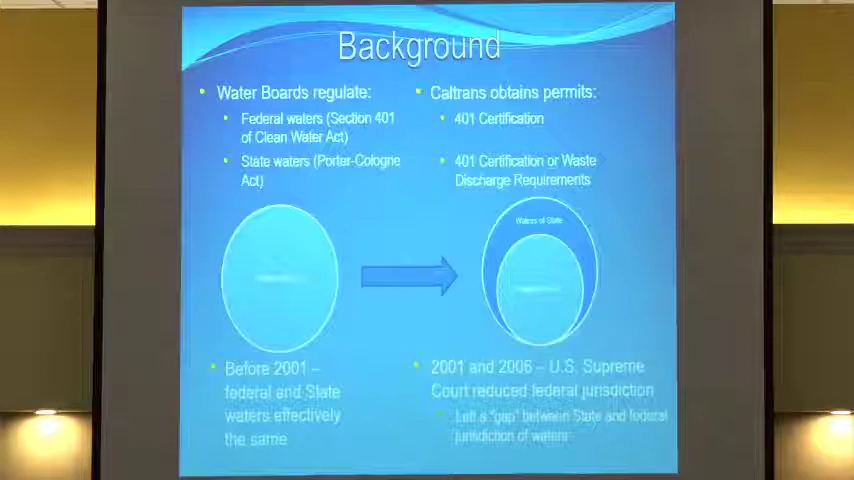 Background
• Water Boards regulate:
• Federal waters (Section 401
of Clean Water Act)
• State waters (Porter-Cologne
Act)
• Caltrans obtains permits:
• 401 Certification
• 401 Certification or Waste
Discharge Requirements
Waters of State
• Before 2001 –
federal and State
waters effectively
the same
• 2001 and 2006 – U.S. Supreme
Court reduced federal jurisdiction
• Left a "gap" between State and federal
jurisdiction of waters